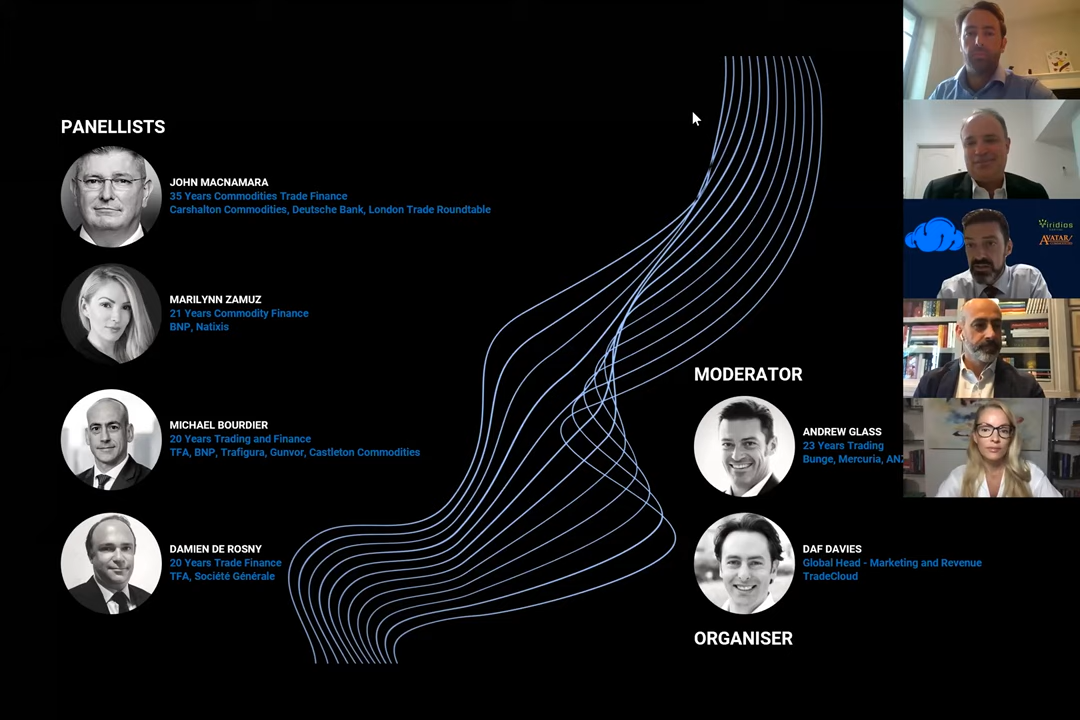 PANELLISTS
JOHN MACNAMARA
35 Years Commodities Trade Finance
Carshalton Commodities, Deutsche Bank, London Trade Roundtable
MARILYNN ZAMUZ
21 Years Commodity Finance
BNP, Natixis
MICHAEL BOURDIER
20 Years Trading and Finance
TFA, BNP, Trafigura, Gunvor, Castleton Commodities
DAMIEN DE ROSNY
20 Years Trade Finance
TFA, Société Générale
MODERATOR
ANDREW GLASS
23 Years Trading
Bunge, Mercuria, ANZ
DAF DAVIES
Global Head - Marketing and Revenue
TradeCloud
ORGANISER
Viridios
AVATAR